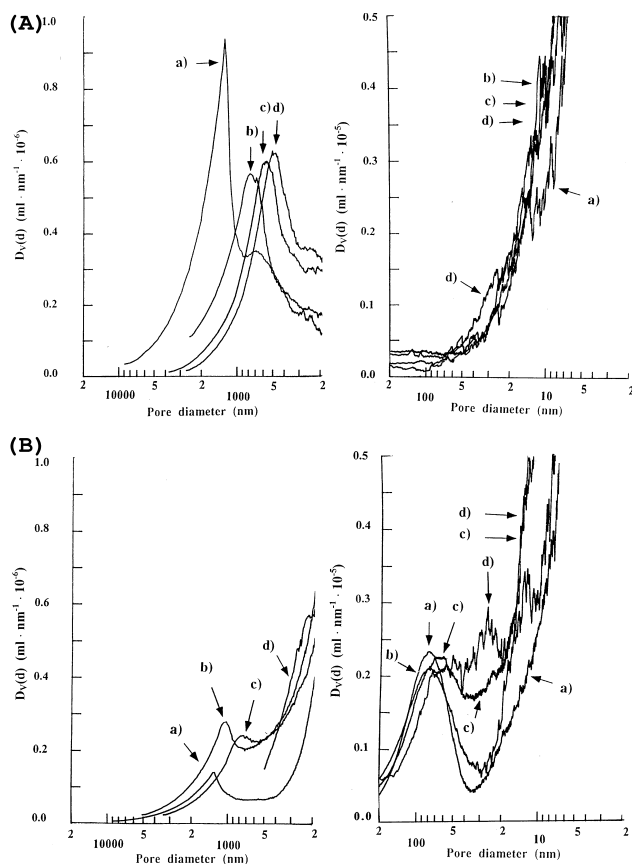 (A)
1.0
0.8
0.6
0.4
0.2
0.0
D_V(d) (ml · nm⁻¹ · 10⁻⁶)
a)
b)
c) d)
2
5
2
5
2
10000
1000
Pore diameter (nm)
0.5
0.4
0.3
0.2
0.1
0.0
D_V(d) (ml · nm⁻¹ · 10⁻⁵)
b)
c)
d)
a)
d)
2
5
2
5
2
100
10
Pore diameter (nm)
(B)
1.0
0.8
0.6
0.4
0.2
0.0
D_V(d) (ml · nm⁻¹ · 10⁻⁶)
a)
b)
c)
d)
2
5
2
5
2
10000
1000
Pore diameter (nm)
0.5
0.4
0.3
0.2
0.1
0.0
D_V(d) (ml · nm⁻¹ · 10⁻⁵)
d)
c)
d)
a)
c)
b)
a)
c)
2
5
2
5
2
100
10
Pore diameter (nm)